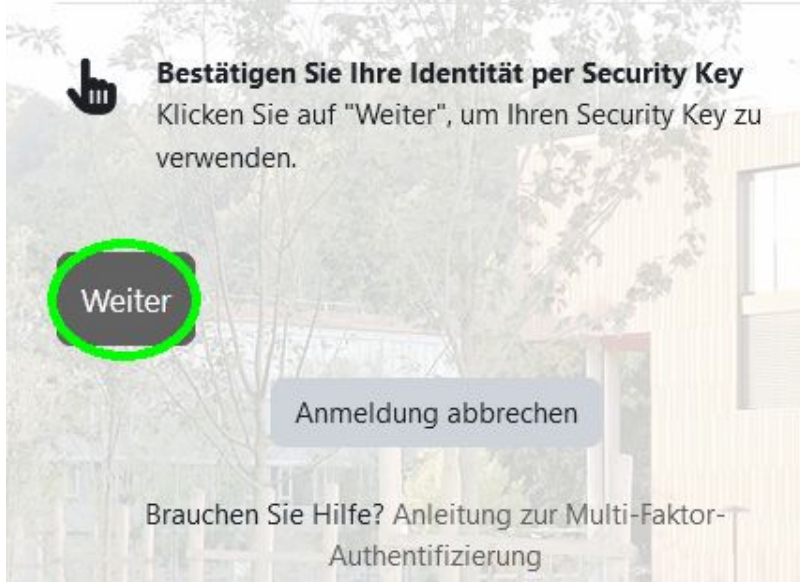 Bestätigen Sie Ihre Identität per Security Key
Klicken Sie auf "Weiter", um Ihren Security Key zu
verwenden.
Weiter
Anmeldung abbrechen
Brauchen Sie Hilfe? Anleitung zur Multi-Faktor-
Authentifizierung